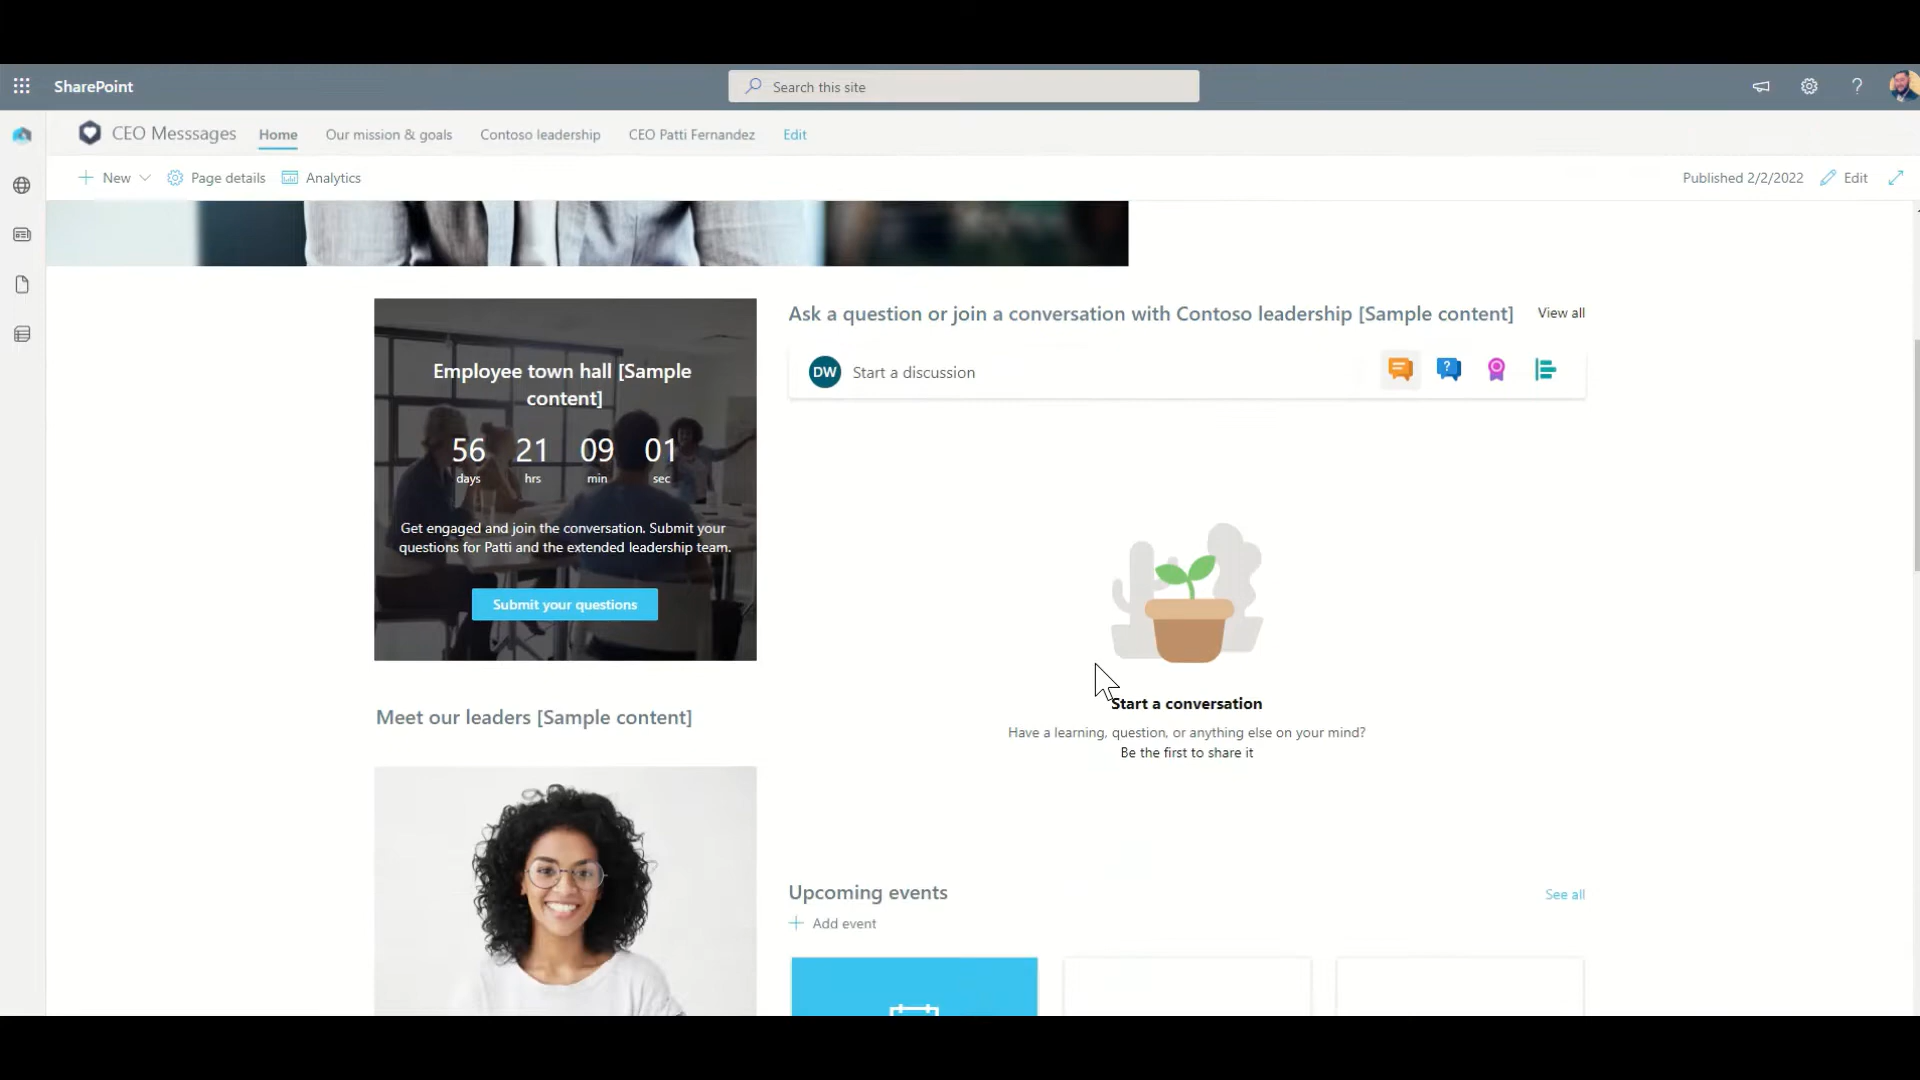 SharePoint
Search this site
CEO Messsages
Home
Our mission & goals
Contoso leadership
CEO Patti Fernandez
Edit
New
Page details
Analytics
Published 2/2/2022
Edit
Employee town hall [Sample
content]
56 21 09 01
days hrs min sec
Get engaged and join the conversation. Submit your
questions for Patti and the extended leadership team.
Submit your questions
Ask a question or join a conversation with Contoso leadership [Sample content]
View all
DW
Start a discussion
Start a conversation
Have a learning, question, or anything else on your mind?
Be the first to share it
Meet our leaders [Sample content]
Upcoming events
See all
Add event